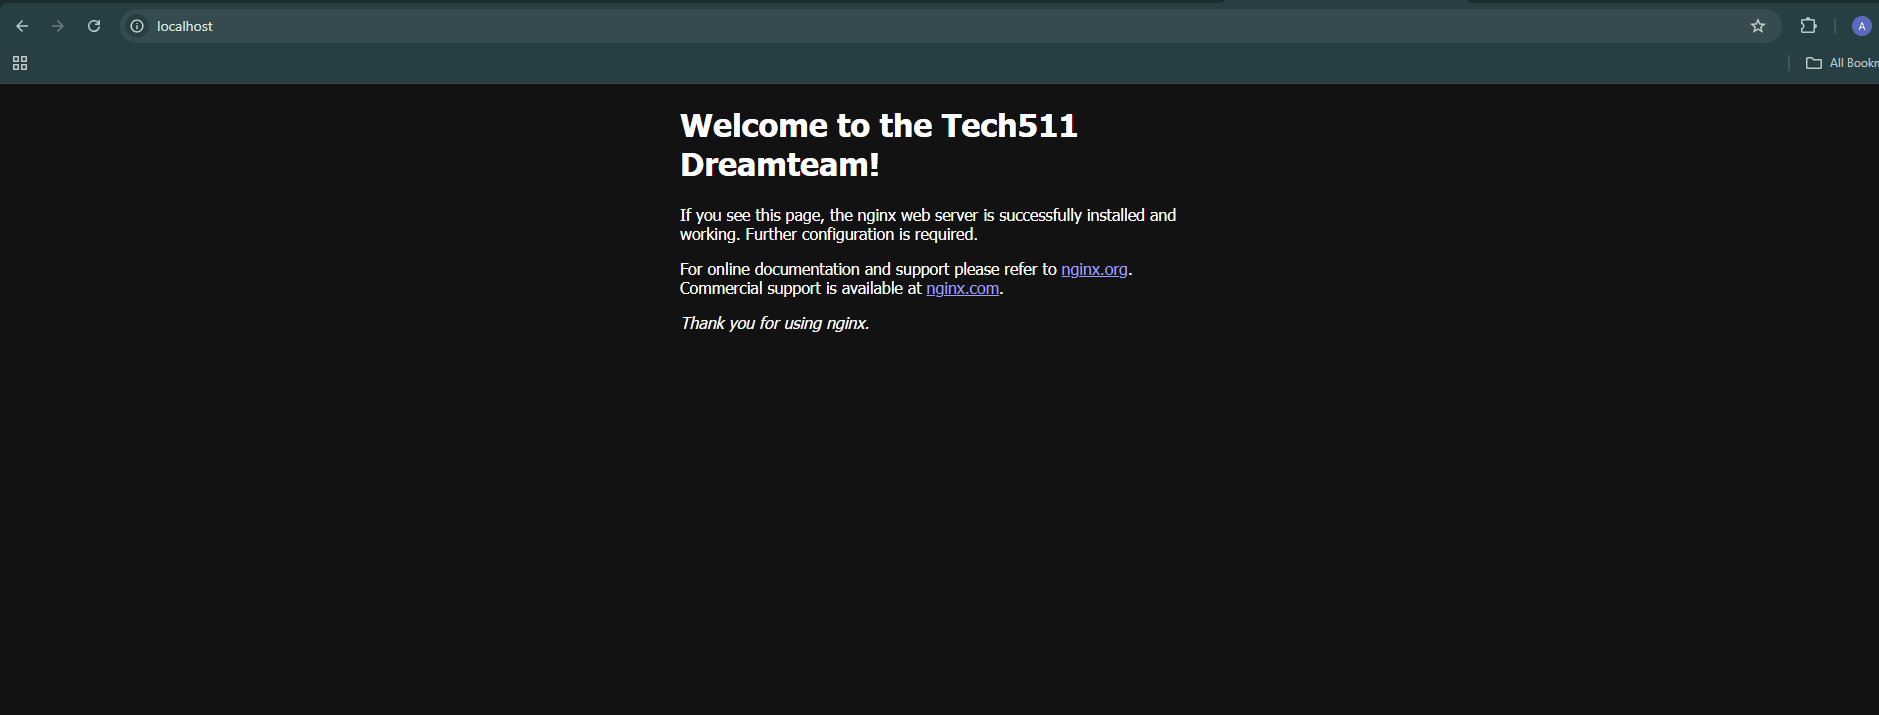 localhost
A
All Bookm
Welcome to the Tech511
Dreamteam!
If you see this page, the nginx web server is successfully installed and
working. Further configuration is required.
For online documentation and support please refer to nginx.org.
Commercial support is available at nginx.com.
Thank you for using nginx.